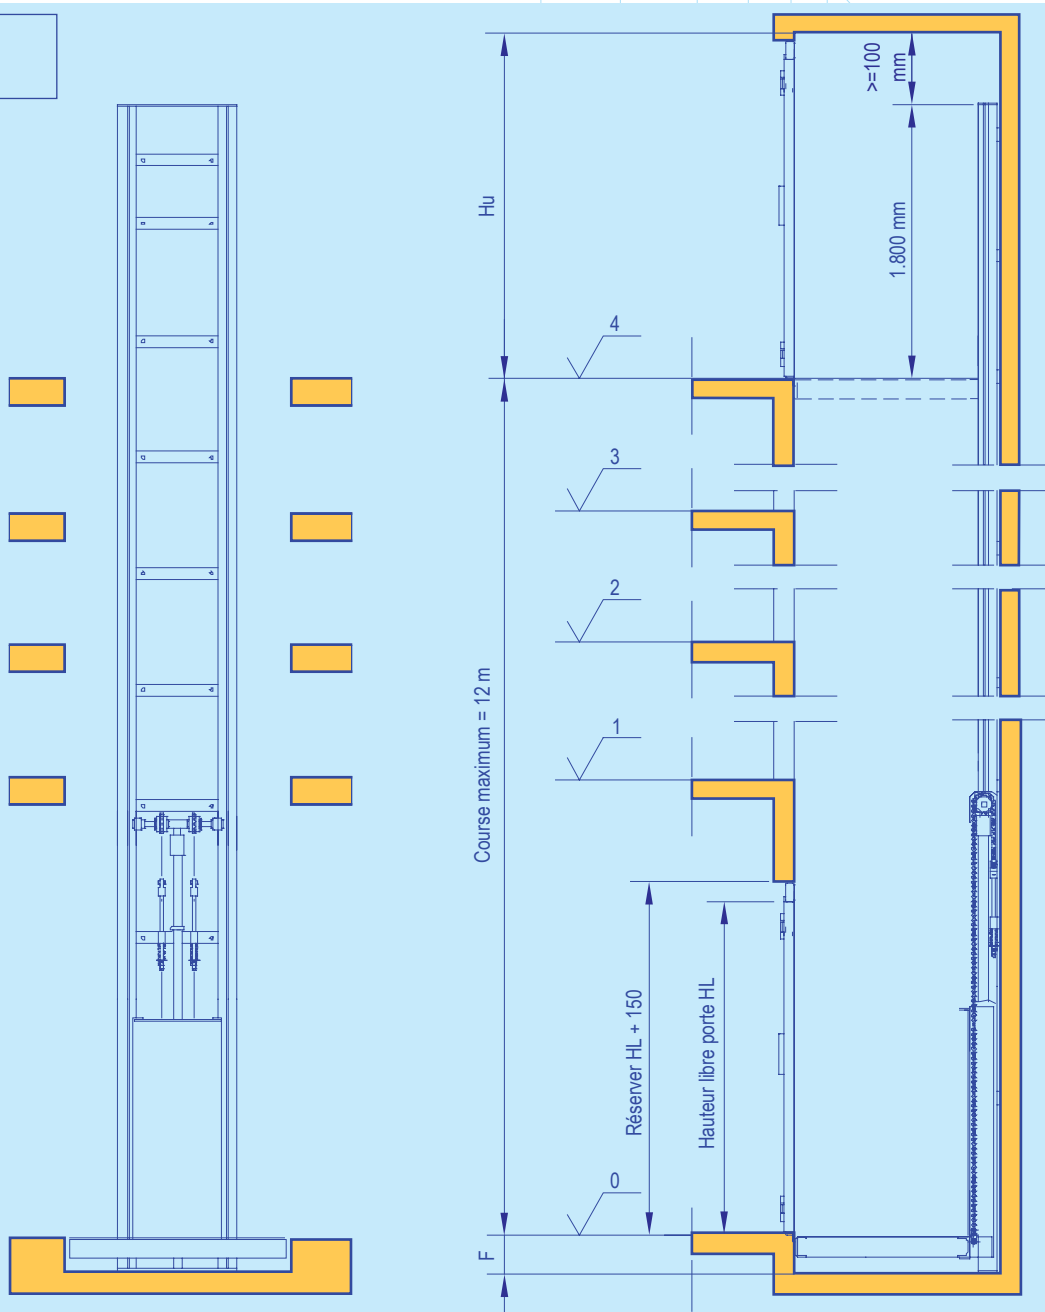 >=100
mm
Hu
1.800 mm
4
3
2
Course maximum = 12 m
1
Réserver HL + 150
Hauteur libre porte HL
0
F